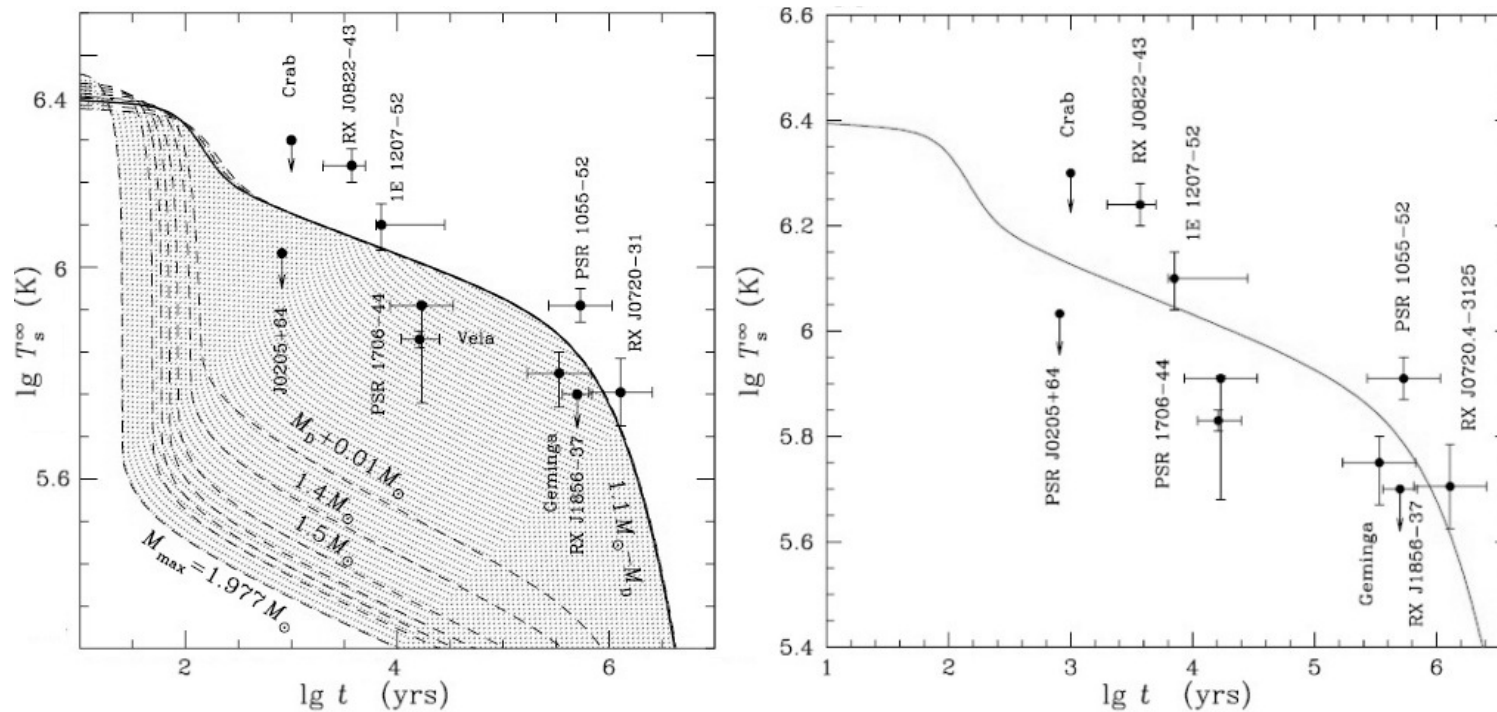 6.4
6
5.6
2
4
6
lg T_s^∞ (K)
lg t (yrs)
Crab
RX J0822-43
1E 1207-52
J0205+64
PSR 1706-44
Vela
PSR 1055-52
RX J0720-31
Geminga
RX J1856-37
M_D+0.01M_⊙
1.4M_⊙
1.5M_⊙
M_max=1.977M_⊙
1.1M_⊙-M_D
6.6
6.4
6.2
6
5.8
5.6
5.4
1
2
3
4
5
6
lg T_s^∞ (K)
lg t (yrs)
Crab
RX J0822-43
1E 1207-52
PSR J0205+64
PSR 1706-44
PSR 1055-52
RX J0720.4-3125
Geminga
RX J1856-37